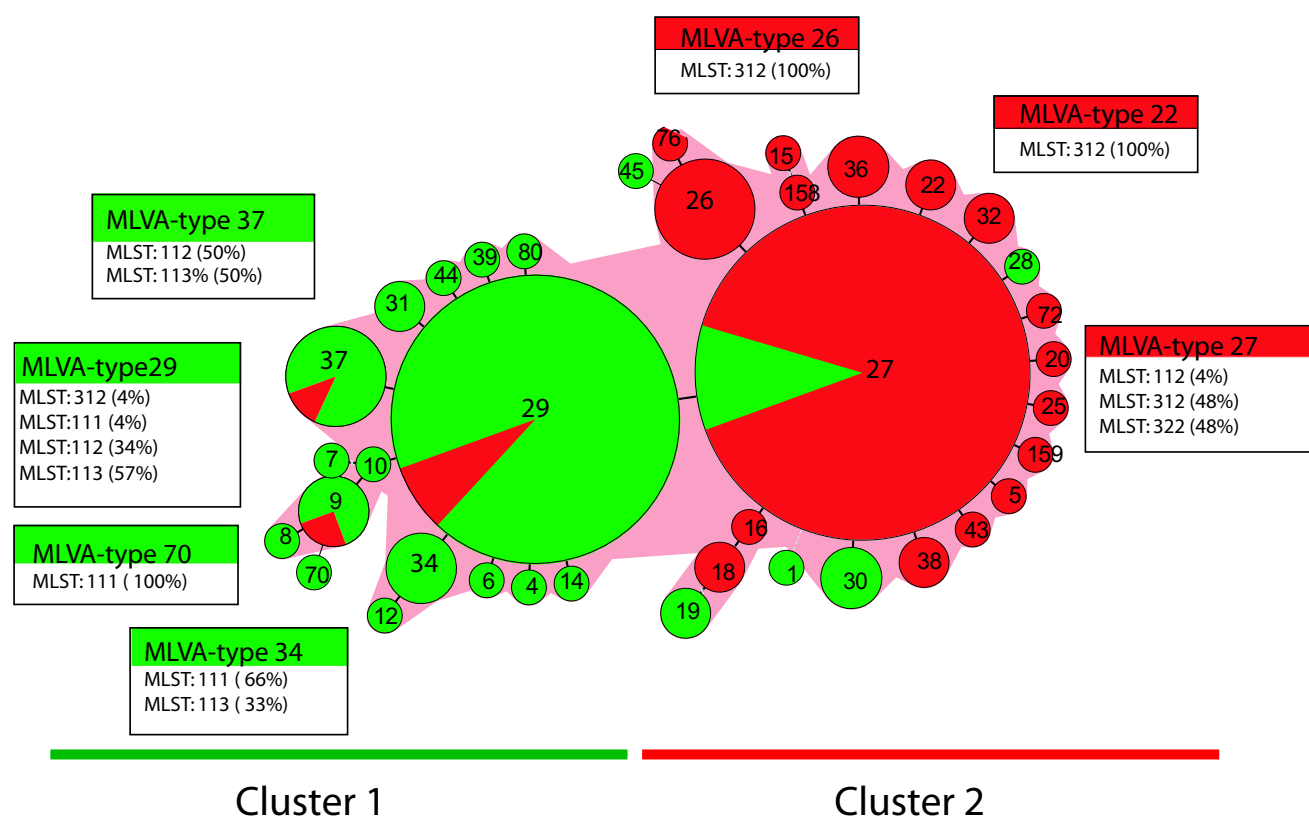 MLVA-type 26
MLST: 312 (100%)
MLVA-type 22
MLST: 312 (100%)
MLVA-type 37
MLST: 112 (50%)
MLST: 113% (50%)
MLVA-type29
MLST: 312 (4%)
MLST: 111 (4%)
MLST: 112 (34%)
MLST: 113 (57%)
MLVA-type 70
MLST: 111 ( 100%)
MLVA-type 34
MLST: 111 ( 66%)
MLST: 113 ( 33%)
MLVA-type 27
MLST: 112 (4%)
MLST: 312 (48%)
MLST: 322 (48%)
80
39
44
31
37
29
7
10
9
8
70
34
12
6
4
14
76
45
26
15
158
36
22
32
28
72
20
25
159
5
43
38
30
1
16
18
19
27
Cluster 1
Cluster 2